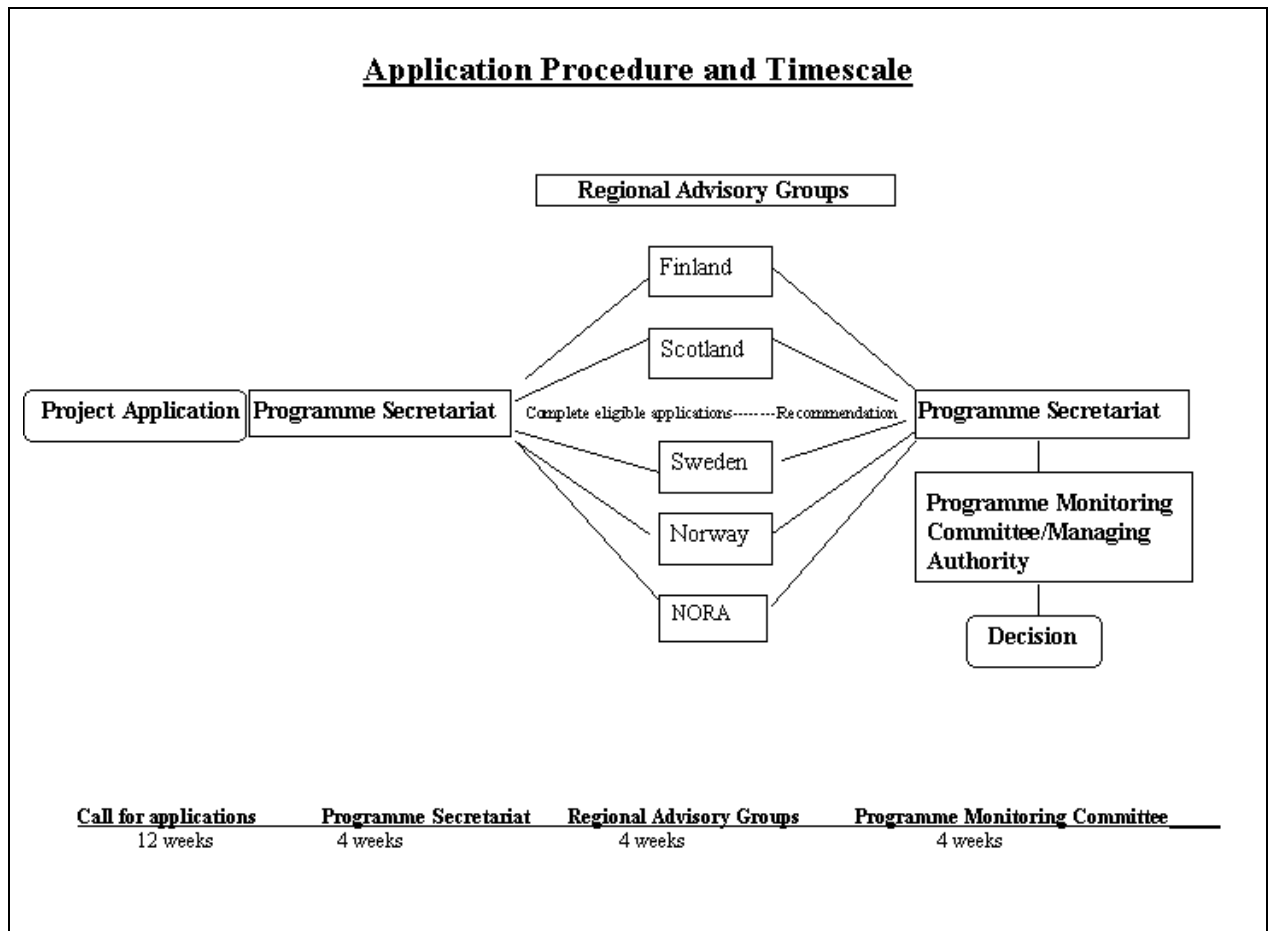 Application Procedure and Timescale
Regional Advisory Groups
Finland
Scotland
Project Application
Programme Secretariat
Complete eligible applications--------Recommendation
Programme Secretariat
Sweden
Norway
NORA
Programme Monitoring
Committee/Managing
Authority
Decision
Call for applications Programme Secretariat Regional Advisory Groups Programme Monitoring Committee
12 weeks 4 weeks 4 weeks 4 weeks